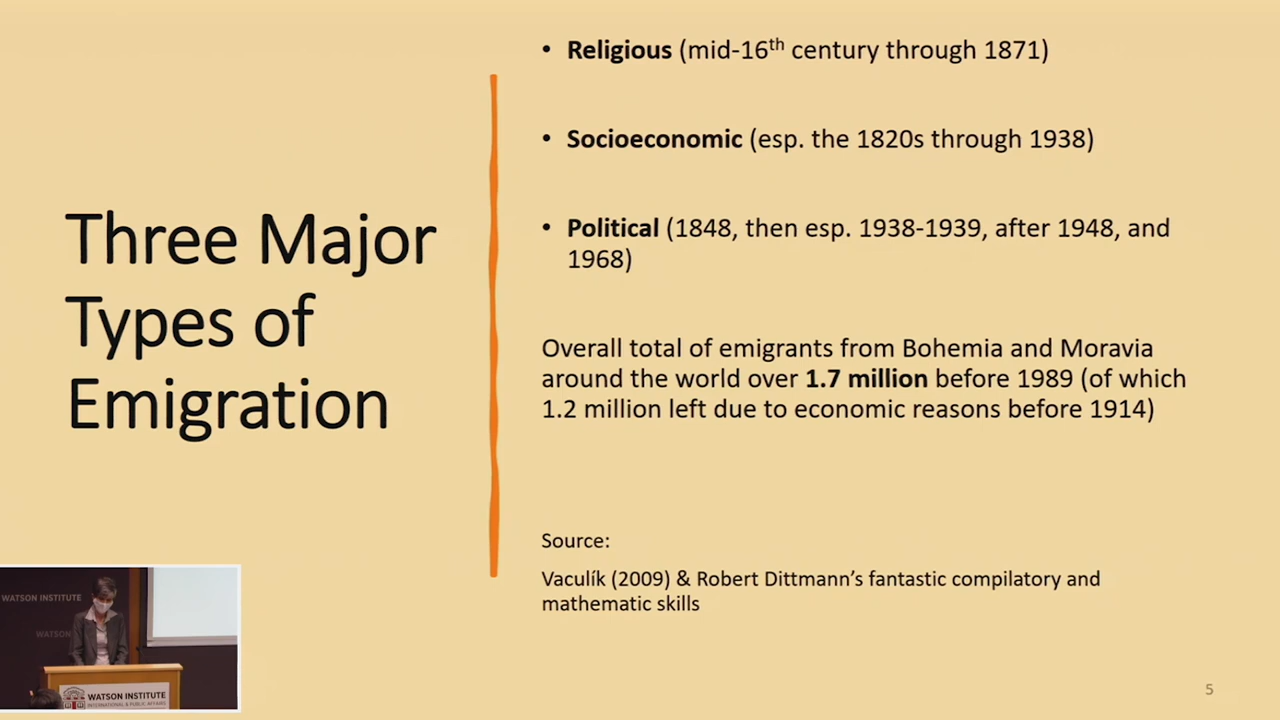 Three Major
Types of
Emigration
• Religious (mid-16th century through 1871)
• Socioeconomic (esp. the 1820s through 1938)
• Political (1848, then esp. 1938-1939, after 1948, and
1968)
Overall total of emigrants from Bohemia and Moravia
around the world over 1.7 million before 1989 (of which
1.2 million left due to economic reasons before 1914)
Source:
Vaculík (2009) & Robert Dittmann's fantastic compilatory and
mathematic skills
5
WATSON INSTITUTE
WATSON
WATSON INSTITUTE
INTERNATIONAL & PUBLIC AFFAIRS